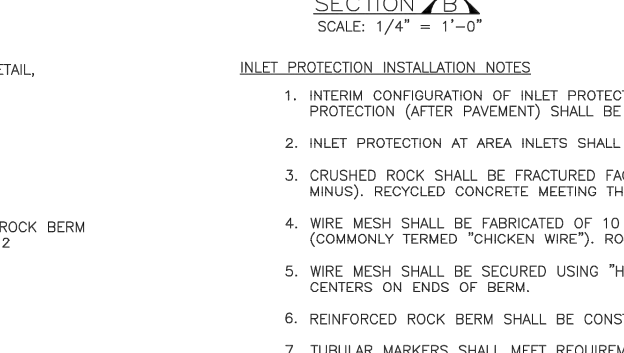 SECTION B
SCALE: 1/4" = 1'-0"
ETAIL,
INLET PROTECTION INSTALLATION NOTES
1. INTERIM CONFIGURATION OF INLET PROTECT
PROTECTION (AFTER PAVEMENT) SHALL BE
2. INLET PROTECTION AT AREA INLETS SHALL
3. CRUSHED ROCK SHALL BE FRACTURED FAC
MINUS). RECYCLED CONCRETE MEETING TH
ROCK BERM
2
4. WIRE MESH SHALL BE FABRICATED OF 10
(COMMONLY TERMED "CHICKEN WIRE"). RO
5. WIRE MESH SHALL BE SECURED USING "H
CENTERS ON ENDS OF BERM.
6. REINFORCED ROCK BERM SHALL BE CONST
7. TUBULAR MARKERS SHALL MEET REQUIREM